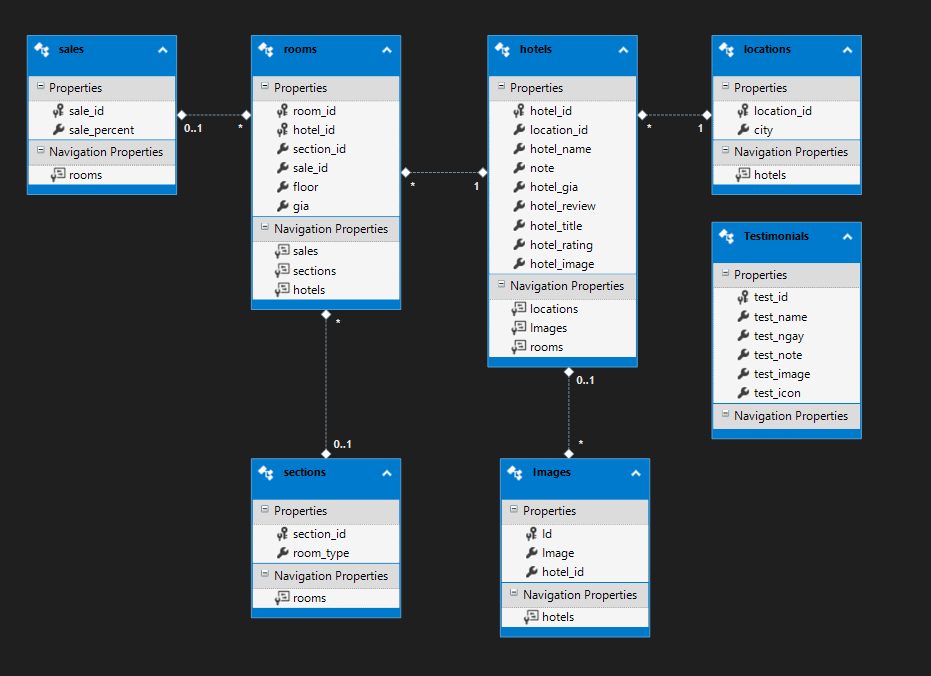 sales
Properties
sale_id
sale_percent
Navigation Properties
rooms
0..1
*
rooms
Properties
room_id
hotel_id
section_id
sale_id
floor
gia
Navigation Properties
sales
sections
hotels
*
1
hotels
Properties
hotel_id
location_id
hotel_name
note
hotel_gia
hotel_review
hotel_title
hotel_rating
hotel_image
Navigation Properties
locations
Images
rooms
*
1
locations
Properties
location_id
city
Navigation Properties
hotels
Testimonials
Properties
test_id
test_name
test_ngay
test_note
test_image
test_icon
Navigation Properties
*
0..1
sections
Properties
section_id
room_type
Navigation Properties
rooms
0..1
*
Images
Properties
Id
Image
hotel_id
Navigation Properties
hotels